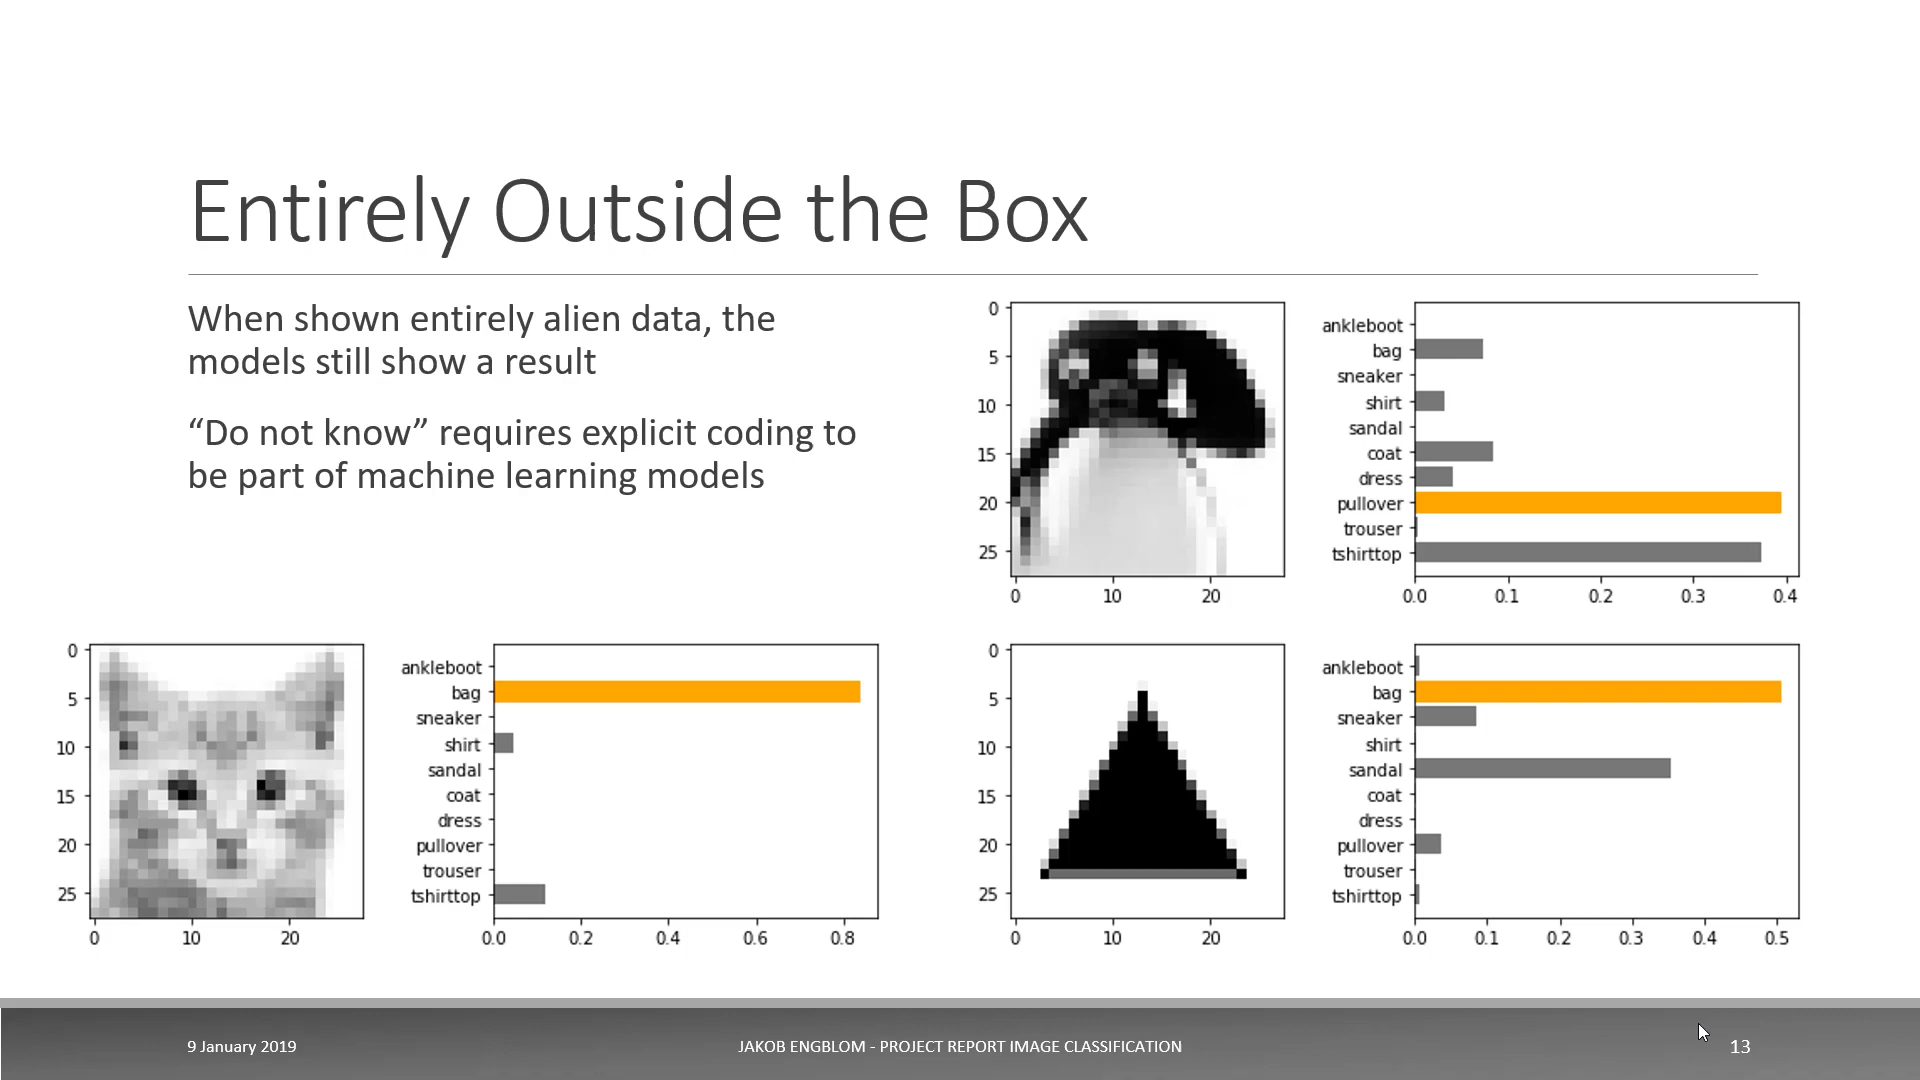 Entirely Outside the Box
When shown entirely alien data, the
models still show a result
“Do not know” requires explicit coding to
be part of machine learning models
0
5
10
15
20
25
0 10 20
ankleboot
bag
sneaker
shirt
sandal
coat
dress
pullover
trouser
tshirttop
0.0 0.1 0.2 0.3 0.4
0
5
10
15
20
25
0 10 20
ankleboot
bag
sneaker
shirt
sandal
coat
dress
pullover
trouser
tshirttop
0.0 0.2 0.4 0.6 0.8
0
5
10
15
20
25
0 10 20
ankleboot
bag
sneaker
shirt
sandal
coat
dress
pullover
trouser
tshirttop
0.0 0.1 0.2 0.3 0.4 0.5
9 January 2019
JAKOB ENGBLOM - PROJECT REPORT IMAGE CLASSIFICATION
13